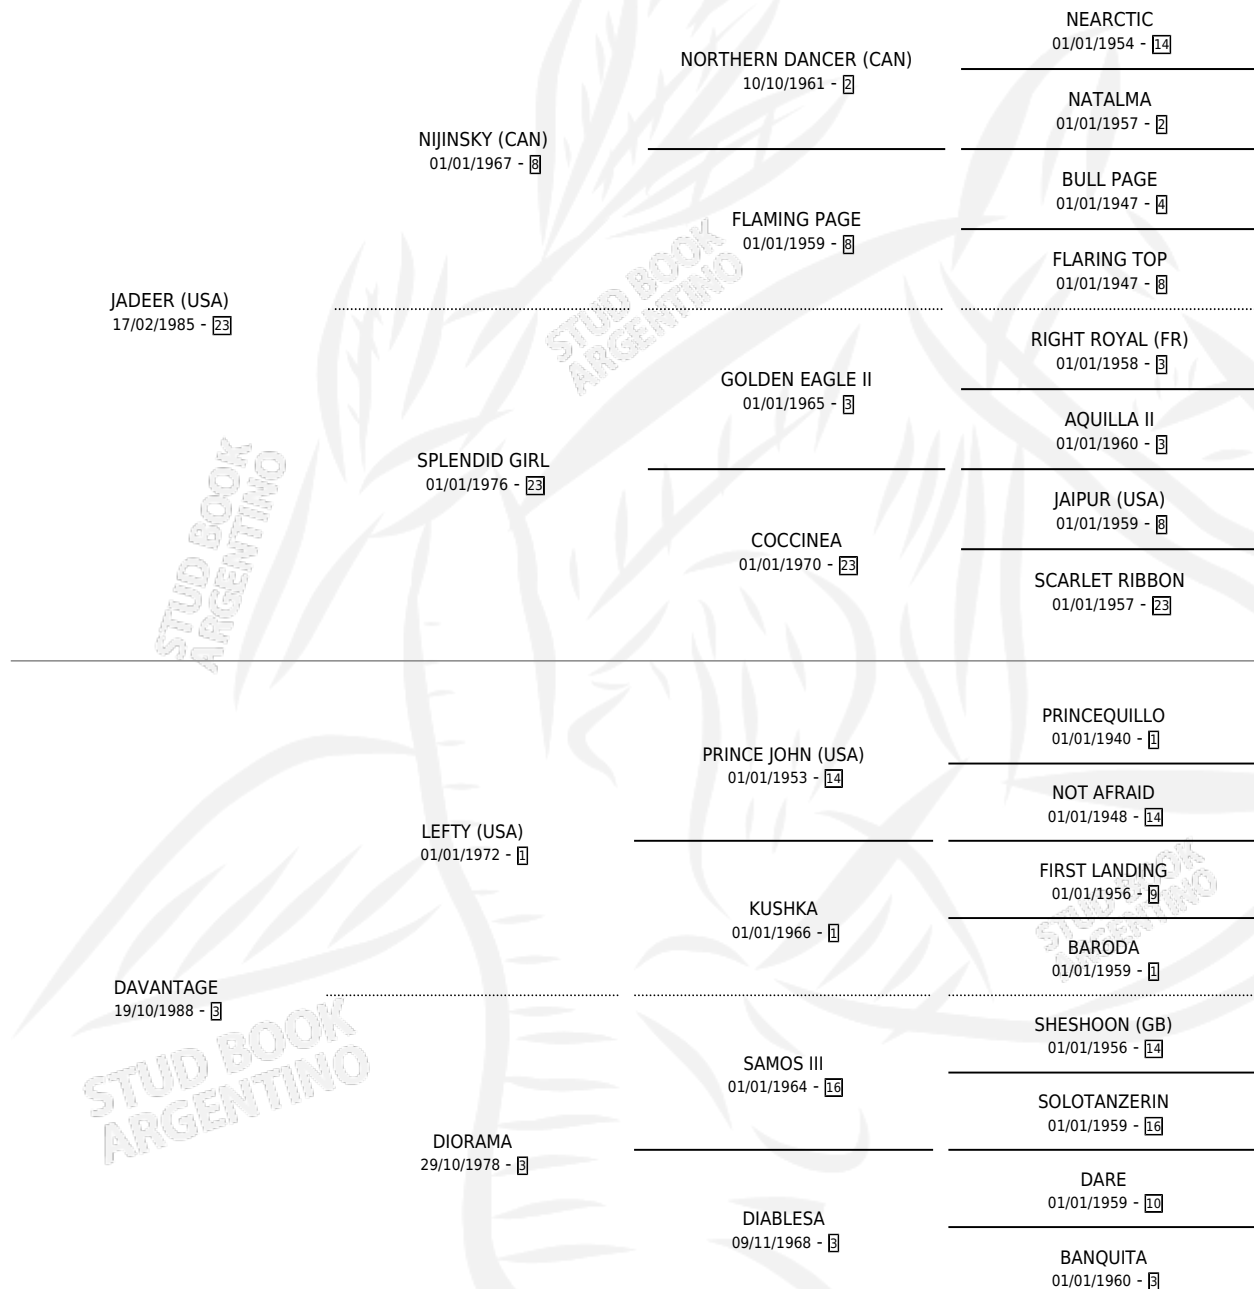 NEARCTIC
01/01/1954 - 14
NORTHERN DANCER (CAN)
10/10/1961 - 2
NATALMA
01/01/1957 - 2
NIJINSKY (CAN)
01/01/1967 - 8
BULL PAGE
01/01/1947 - 4
FLAMING PAGE
01/01/1959 - 8
FLARING TOP
01/01/1947 - 8
JADEER (USA)
17/02/1985 - 23
RIGHT ROYAL (FR)
01/01/1958 - 3
GOLDEN EAGLE II
01/01/1965 - 3
AQUILLA II
01/01/1960 - 3
SPLENDID GIRL
01/01/1976 - 23
JAIPUR (USA)
01/01/1959 - 8
COCCINEA
01/01/1970 - 23
SCARLET RIBBON
01/01/1957 - 23
PRINCEQUILLO
01/01/1940 - 1
PRINCE JOHN (USA)
01/01/1953 - 14
NOT AFRAID
01/01/1948 - 14
LEFTY (USA)
01/01/1972 - 1
FIRST LANDING
01/01/1956 - 9
KUSHKA
01/01/1966 - 1
BARODA
01/01/1959 - 1
DAVANTAGE
19/10/1988 - 3
SHESHOON (GB)
01/01/1956 - 14
SAMOS III
01/01/1964 - 16
SOLOTANZERIN
01/01/1959 - 16
DIORAMA
29/10/1978 - 3
DARE
01/01/1959 - 10
DIABLESA
09/11/1968 - 3
BANQUITA
01/01/1960 - 3
STUD BOOK
ARGENTINO
STUD BOOK
ARGENTINO
STUD BOOK
ARGENTINO
STUD BOOK
ARGENTINO